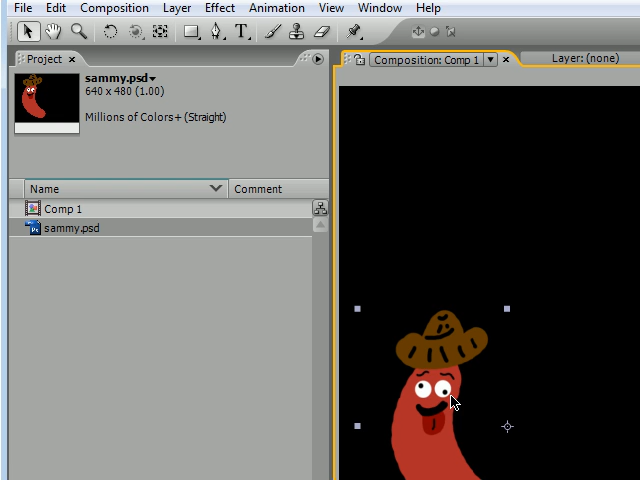 File Edit Composition Layer Effect Animation View Window Help
Project
Composition: Comp 1
Layer: (none)
sammy.psd
640 x 480 (1.00)
Millions of Colors+ (Straight)
Name Comment
Comp 1
sammy.psd